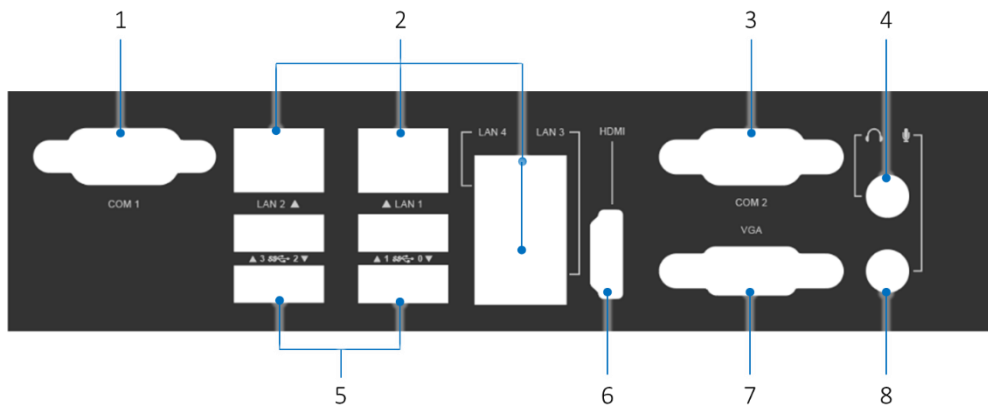 1 2 3 4
LAN 4 LAN 3 HDMI
COM 1 LAN 2 ▲ ▲ LAN 1 COM 2
VGA
▲ 3 2 ▼ ▲ 1 0 ▼
5 6 7 8